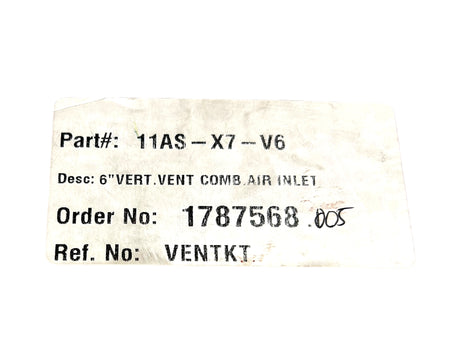 Part#: 11AS-X7-V6
Desc: 6"VERT.VENT COMB.AIR INLET
Order No: 1787568.005
Ref. No: VENTKT